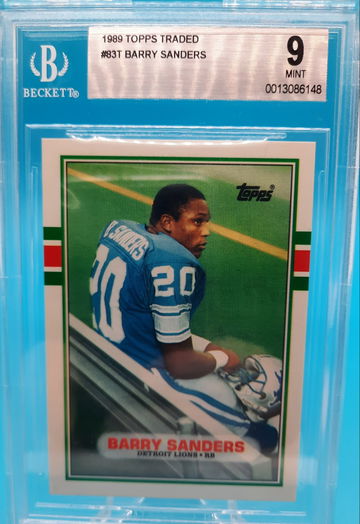 1989 TOPPS TRADED
#83T BARRY SANDERS
9
MINT
0013086148
B
BECKETT®
Topps®
B. SANDERS
20
20
BARRY SANDERS
DETROIT LIONS • RB